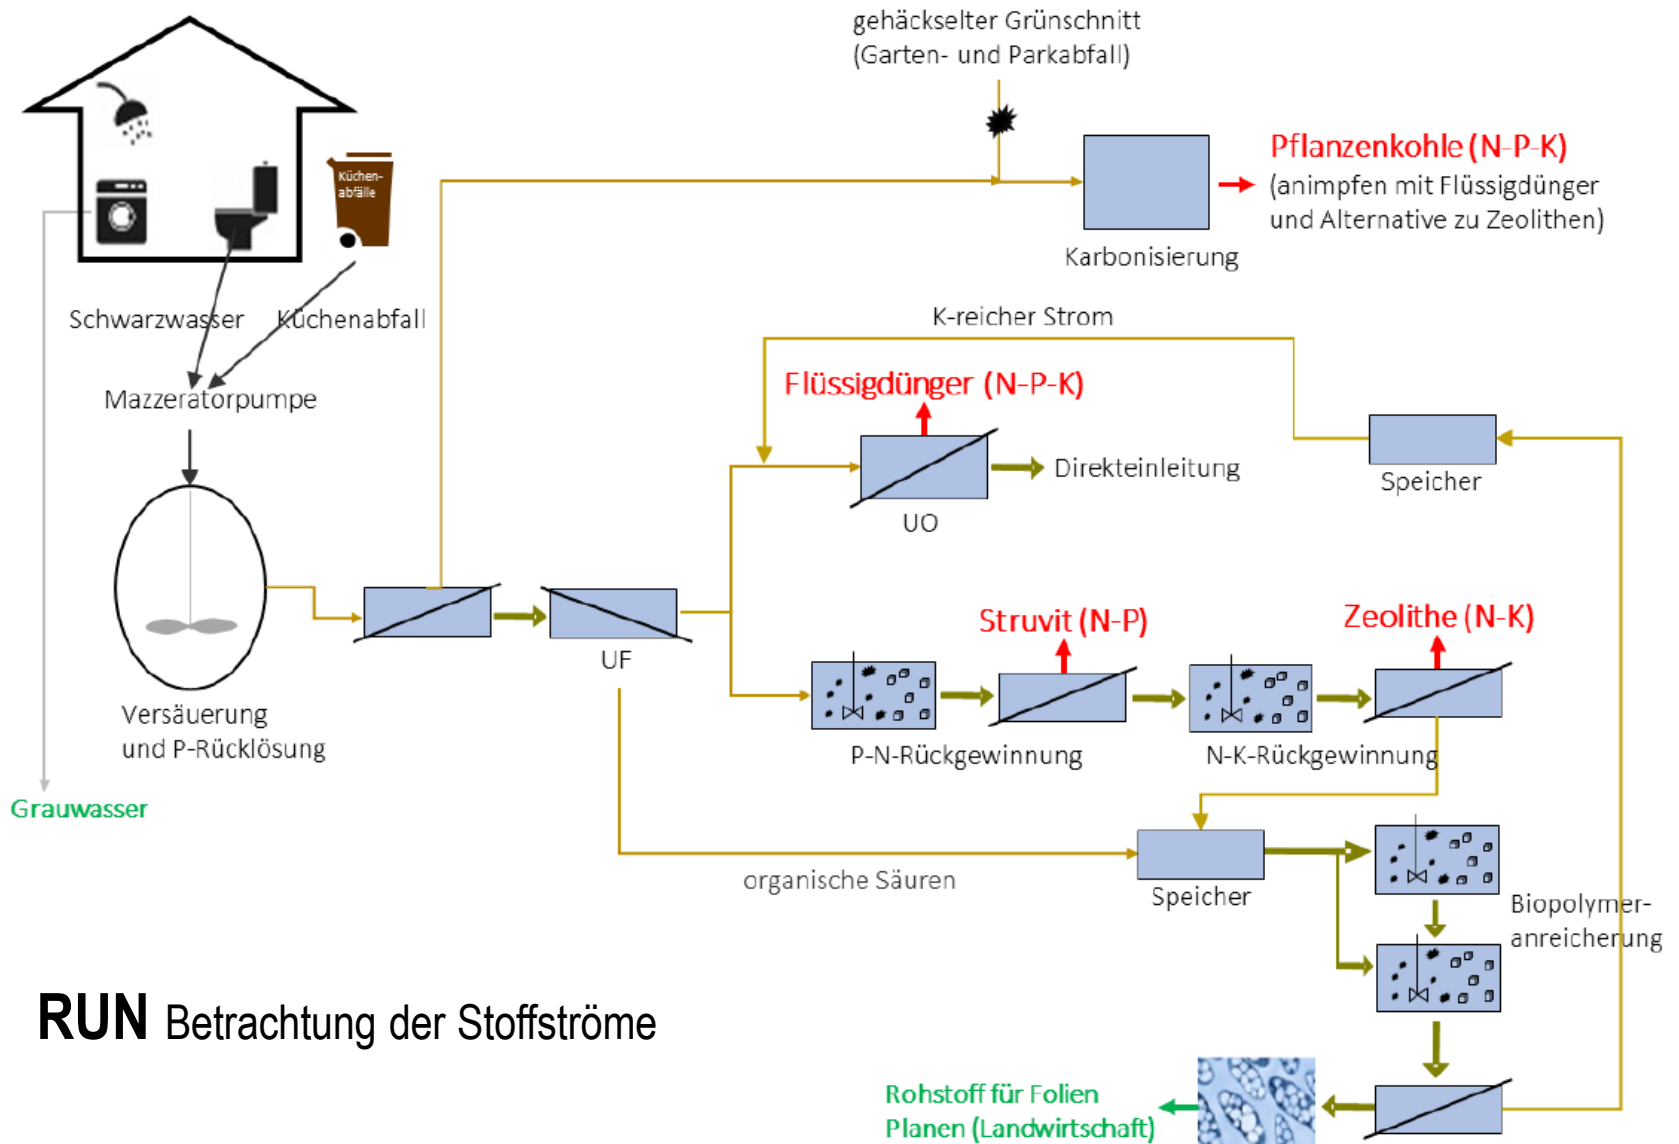 gehäckselter Grünschnitt
(Garten- und Parkabfall)
Küchen-
abfälle
Pflanzenkohle (N-P-K)
(animpfen mit Flüssigdünger
und Alternative zu Zeolithen)
Karbonisierung
Schwarzwasser
Küchenabfall
K-reicher Strom
Mazzeratorpumpe
Flüssigdünger (N-P-K)
Direkteinleitung
Speicher
UO
Struvit (N-P)
Zeolithe (N-K)
UF
Versäuerung
und P-Rücklösung
P-N-Rückgewinnung
N-K-Rückgewinnung
Grauwasser
organische Säuren
Speicher
Biopolymer-
anreicherung
RUN Betrachtung der Stoffströme
Rohstoff für Folien
Planen (Landwirtschaft)